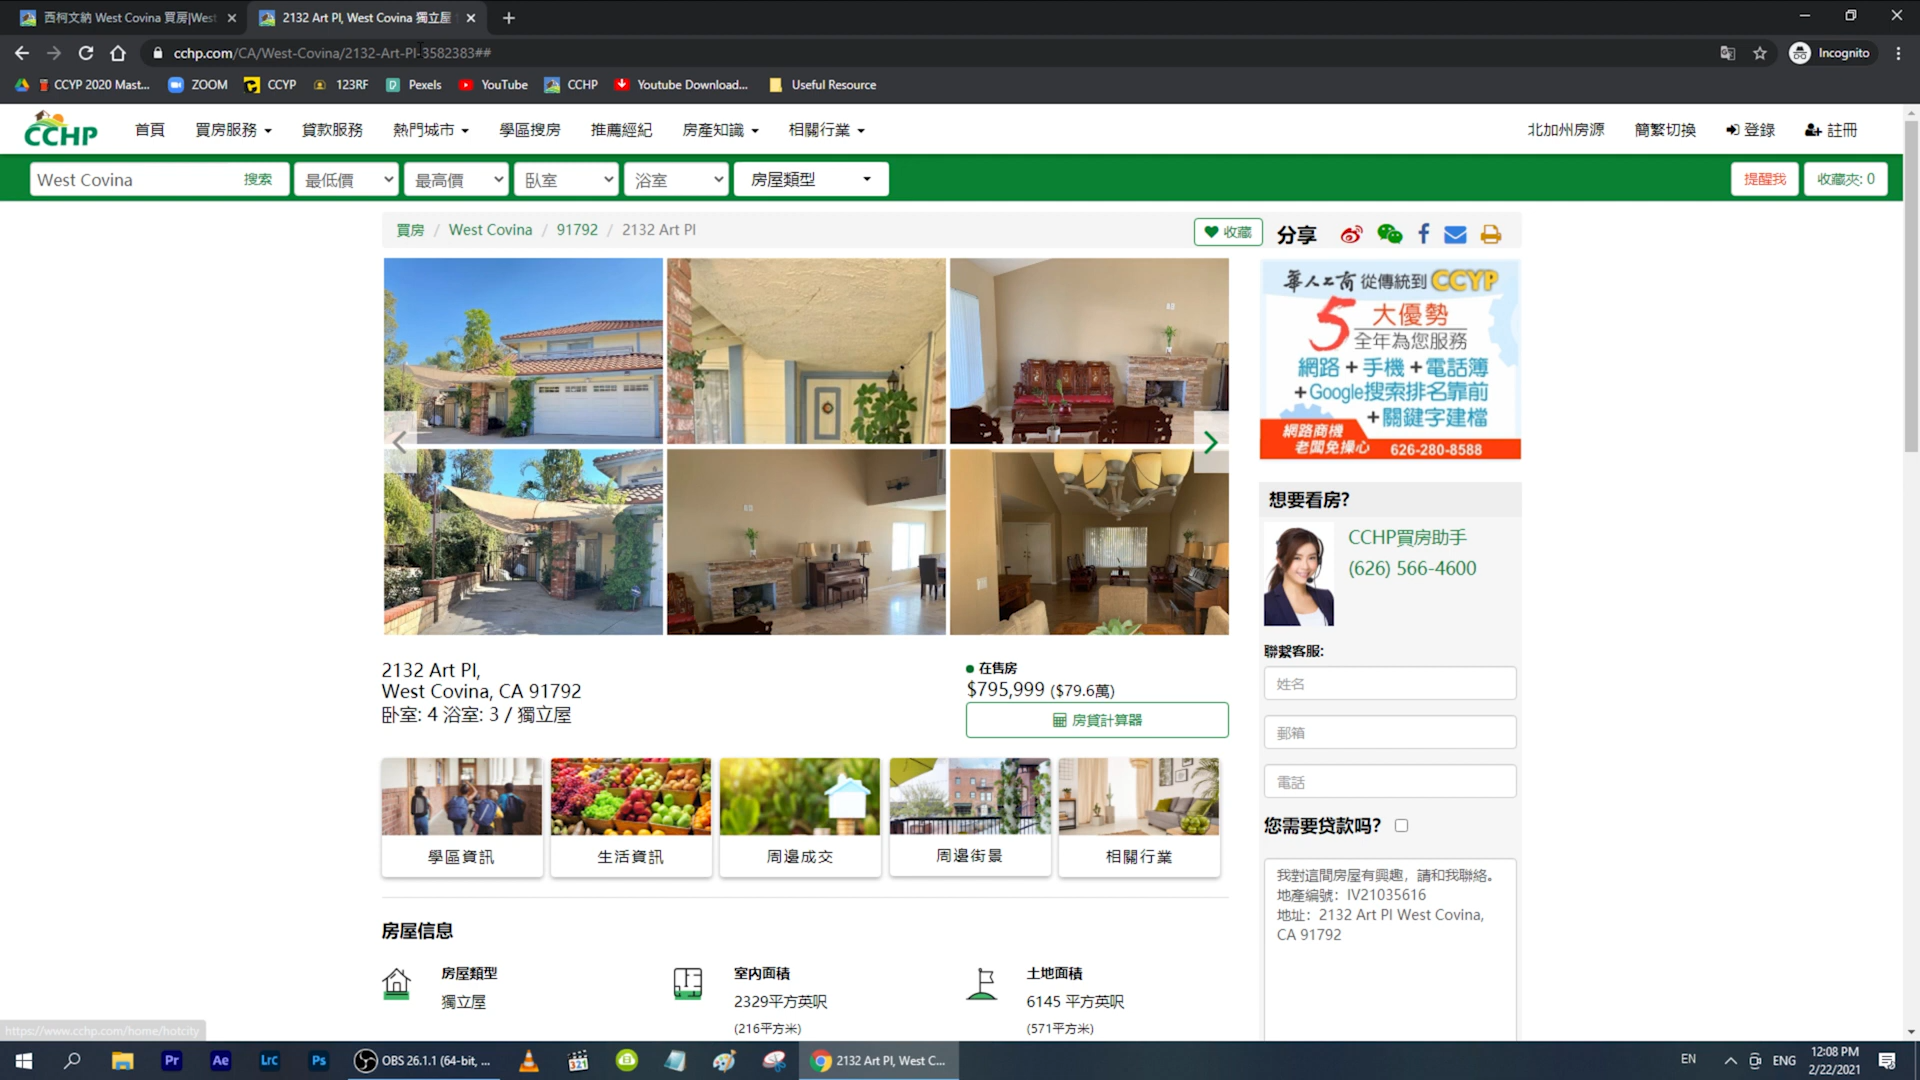 西柯文納 West Covina 買房|West
2132 Art Pl, West Covina 獨立屋
cchp.com/CA/West-Covina/2132-Art-Pl-3582383##
Incognito
CCYP 2020 Mast...
ZOOM
CCYP
123RF
Pexels
YouTube
CCHP
Youtube Download...
Useful Resource
CCHP
首頁
買房服務
貸款服務
熱門城市
學區搜房
推薦經紀
房產知識
相關行業
北加州房源
簡繁切換
登錄
註冊
West Covina
搜索
最低價
最高價
卧室
浴室
房屋類型
提醒我
收藏夾: 0
買房 / West Covina / 91792 / 2132 Art Pl
收藏
分享
華人工商 從傳統到 CCYP
5 大優勢
全年為您服務
網路+手機+電話簿
+Google搜索排名靠前
+關鍵字建檔
網路商機
老闆免操心 626-280-8588
想要看房?
CCHP買房助手
(626) 566-4600
聯繫客服:
姓名
郵箱
電話
您需要贷款吗?
我對這間房屋有興趣，請和我聯絡。
地產編號：IV21035616
地址：2132 Art Pl West Covina,
CA 91792
2132 Art Pl,
West Covina, CA 91792
卧室: 4 浴室: 3 / 獨立屋
在售房
$795,999 ($79.6萬)
房貸計算器
學區資訊
生活資訊
周邊成交
周邊街景
相關行業
房屋信息
房屋類型
獨立屋
室內面積
2329平方英呎
(216平方米)
土地面積
6145 平方英呎
(571平方米)
https://www.cchp.com/home/hotcity
Pr
Ae
Lrc
Ps
OBS 26.1.1 (64-bit, ...
321
2132 Art Pl, West C...
EN
ENG
12:08 PM
2/22/2021